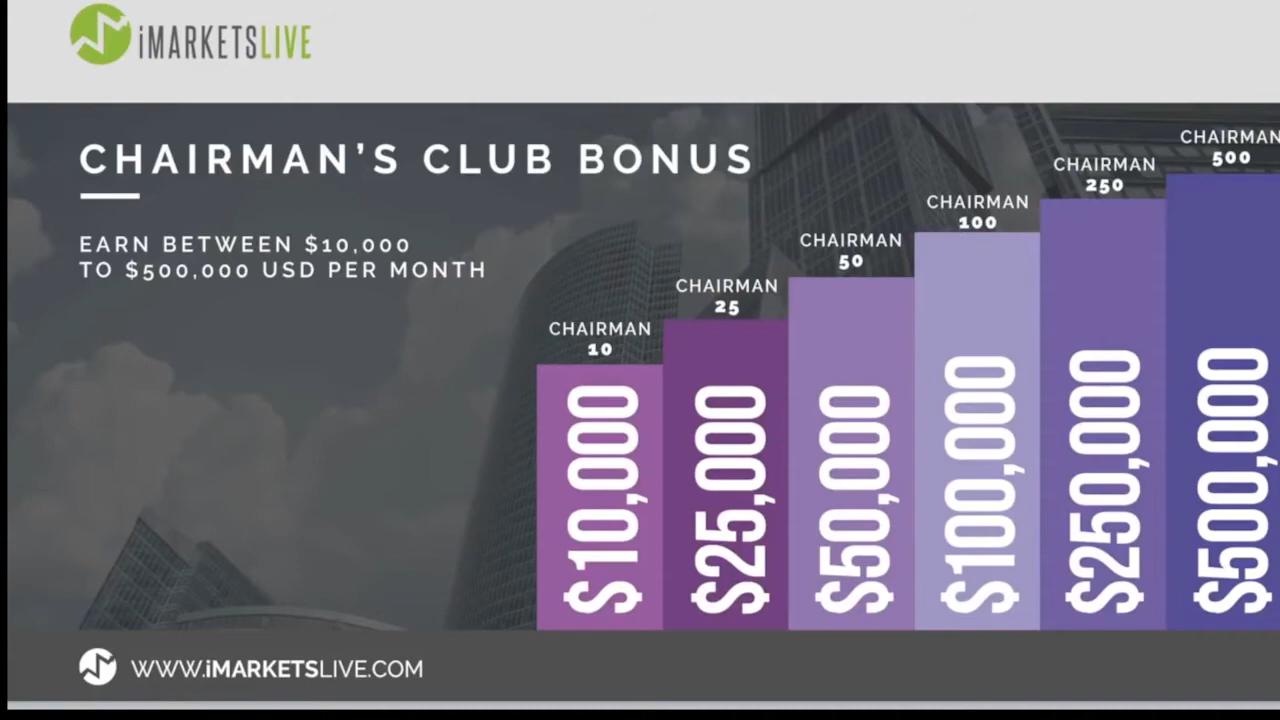 iMARKETSLIVE
CHAIRMAN'S CLUB BONUS
EARN BETWEEN $10,000
TO $500,000 USD PER MONTH
CHAIRMAN
10
$10,000
CHAIRMAN
25
$25,000
CHAIRMAN
50
$50,000
CHAIRMAN
100
$100,000
CHAIRMAN
250
$250,000
CHAIRMAN
500
$500,000
WWW.iMARKETSLIVE.COM